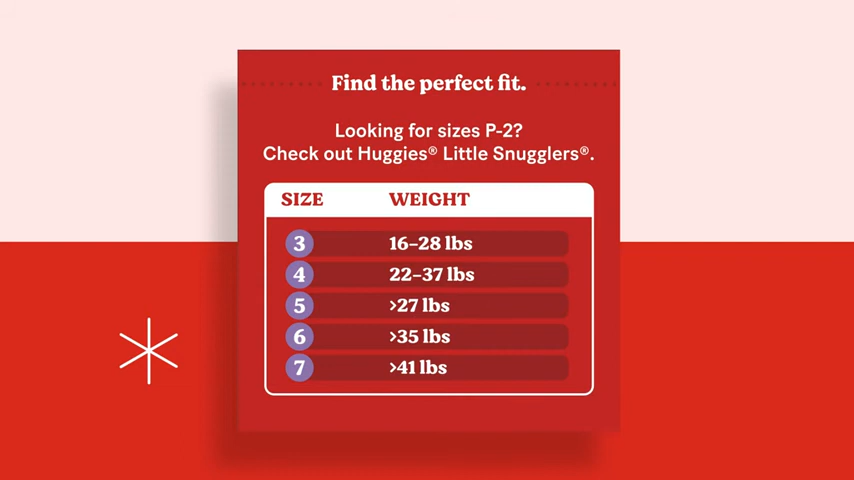 Find the perfect fit.
Looking for sizes P-2?
Check out Huggies® Little Snugglers®.
SIZE WEIGHT
3 16–28 lbs
4 22–37 lbs
5 >27 lbs
6 >35 lbs
7 >41 lbs